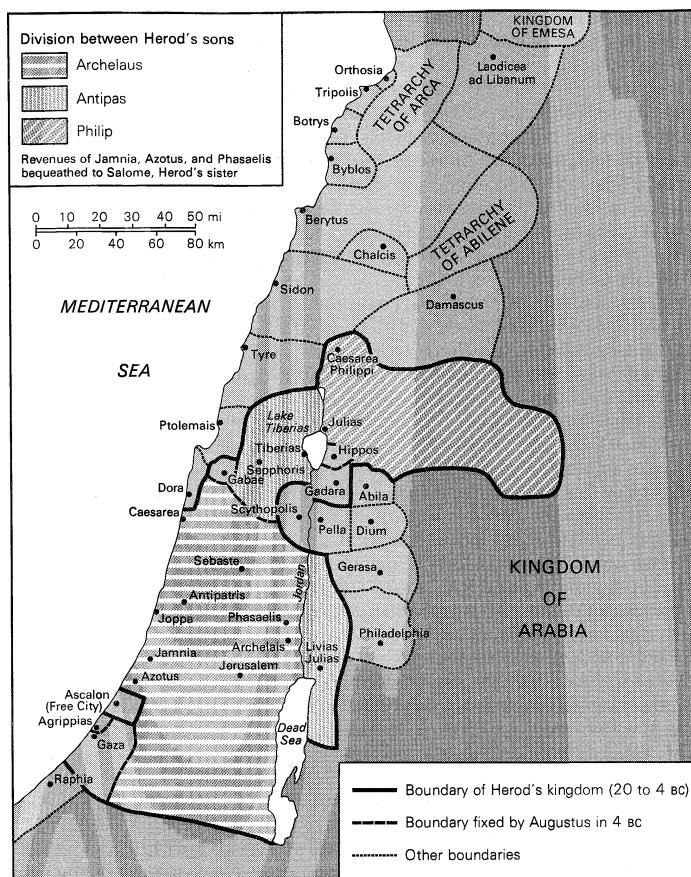 Division between Herod's sons
Archelaus
Antipas
Philip
Revenues of Jamnia, Azotus, and Phasaelis
bequeathed to Salome, Herod's sister
0 10 20 30 40 50 mi
0 20 40 60 80 km
KINGDOM
OF EMESA
Laodicea
ad Libanum
Orthosia
Tripolis
TETRARCHY
OF ARCA
Botrys
Byblos
Berytus
Chalcis
TETRARCHY
OF ABILENE
Sidon
Damascus
MEDITERRANEAN
SEA
Tyre
Caesarea
Philippi
Lake
Tiberias
Julias
Ptolemais
Tiberias
Hippos
Sepphoris
Gabae
Gadara
Abila
Dora
Caesarea
Scythopolis
Pella
Dium
Sebaste
Jordan
Gerasa
KINGDOM
OF
ARABIA
Antipatris
Joppa
Phasaelis
Philadelphia
Archelais
Livias
Julias
Jamnia
Jerusalem
Azotus
Ascalon
(Free City)
Agrippias
Gaza
Dead
Sea
Raphia
Boundary of Herod's kingdom (20 to 4 BC)
Boundary fixed by Augustus in 4 BC
Other boundaries